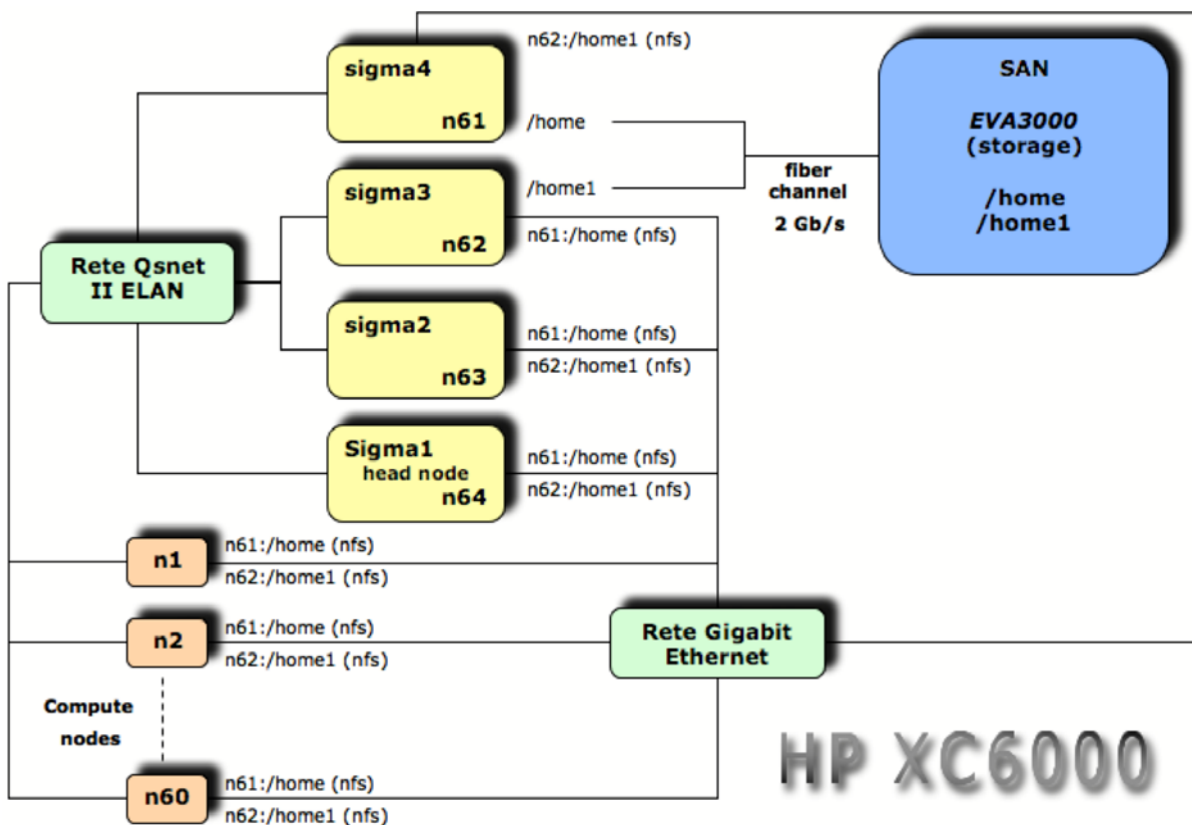 sigma4
n61
n62:/home1 (nfs)
/home
SAN
EVA3000
(storage)
/home
/home1
fiber
channel
2 Gb/s
sigma3
n62
/home1
n61:/home (nfs)
Rete Qsnet
II ELAN
sigma2
n63
n61:/home (nfs)
n62:/home1 (nfs)
Sigma1
head node
n64
n61:/home (nfs)
n62:/home1 (nfs)
n1
n61:/home (nfs)
n62:/home1 (nfs)
n2
n61:/home (nfs)
n62:/home1 (nfs)
Rete Gigabit
Ethernet
Compute
nodes
n60
n61:/home (nfs)
n62:/home1 (nfs)
HP XC6000